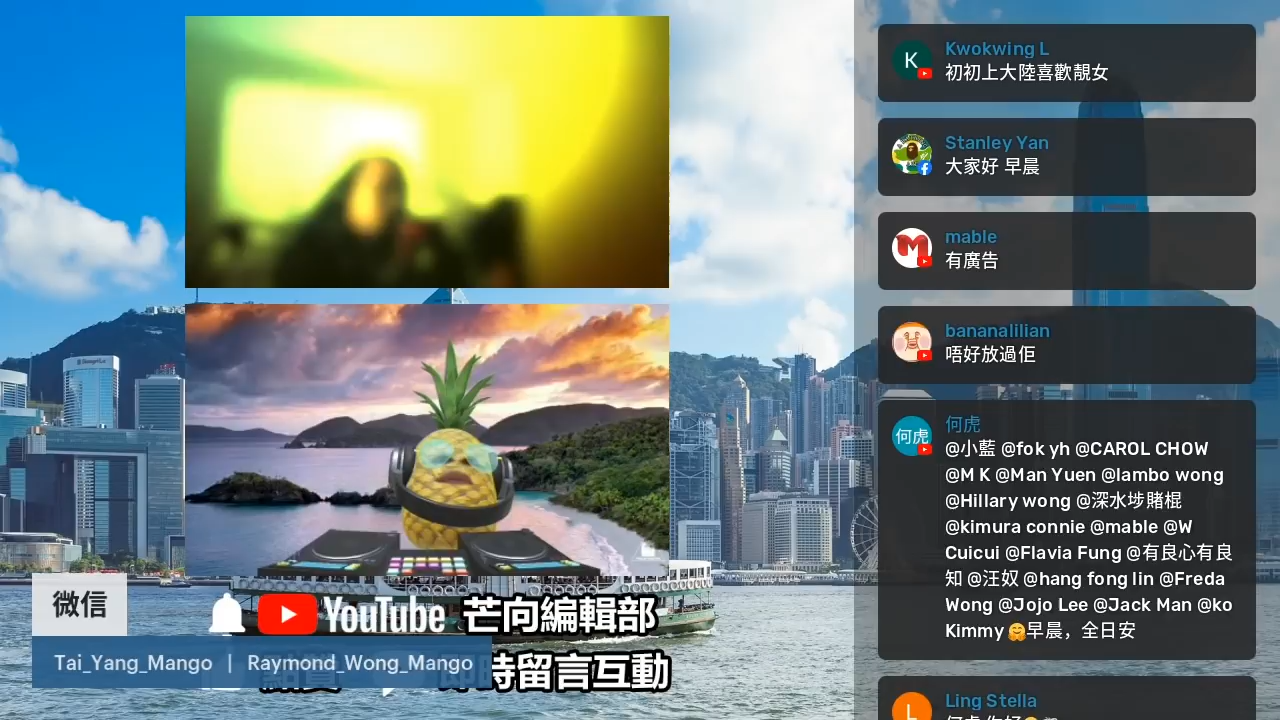 Kwokwing L
初初上大陸喜歡靚女
Stanley Yan
大家好 早晨
mable
有廣告
bananalilian
唔好放過佢
何虎
何虎
@小藍 @fok yh @CAROL CHOW
@M K @Man Yuen @lambo wong
@Hillary wong @深水埗賭棍
@kimura connie @mable @W
Cuicui @Flavia Fung @有良心有良
知 @汪奴 @hang fong lin @Freda
Wong @Jojo Lee @Jack Man @ko
Kimmy 🤗早晨，全日安
Ling Stella
微信
Tai_Yang_Mango | Raymond_Wong_Mango
YouTube 芒向編輯部
即時留言互動